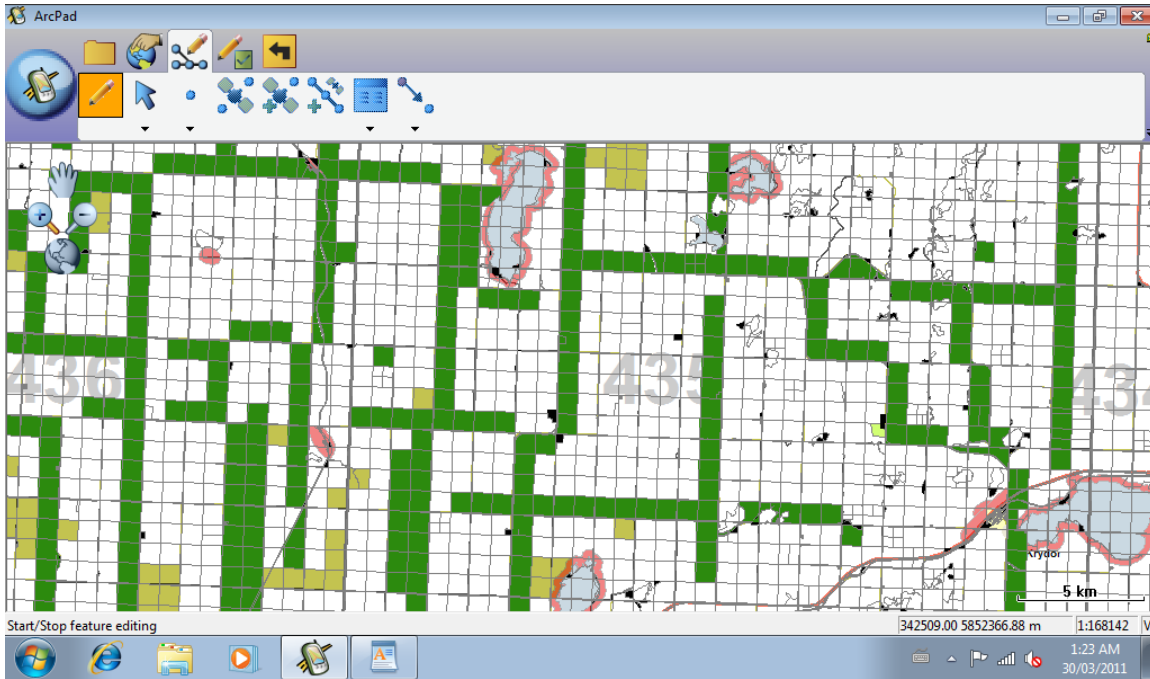 ArcPad
436
435
434
Krydor
5 km
Start/Stop feature editing
342509.00 5852366.88 m
1:168142
1:23 AM
30/03/2011